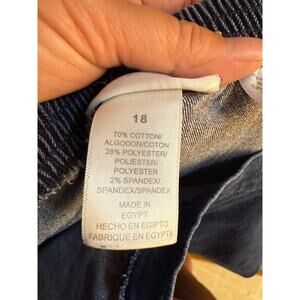 18
70% COTTON/
ALGODON/COTON
28% POLYESTER/
POLIESTER/
POLYESTER
2% SPANDEX/
SPANDEX/SPANDEX
MADE IN
EGYPT
HECHO EN EGIPTO
FABRIQUE EN EGYPTE